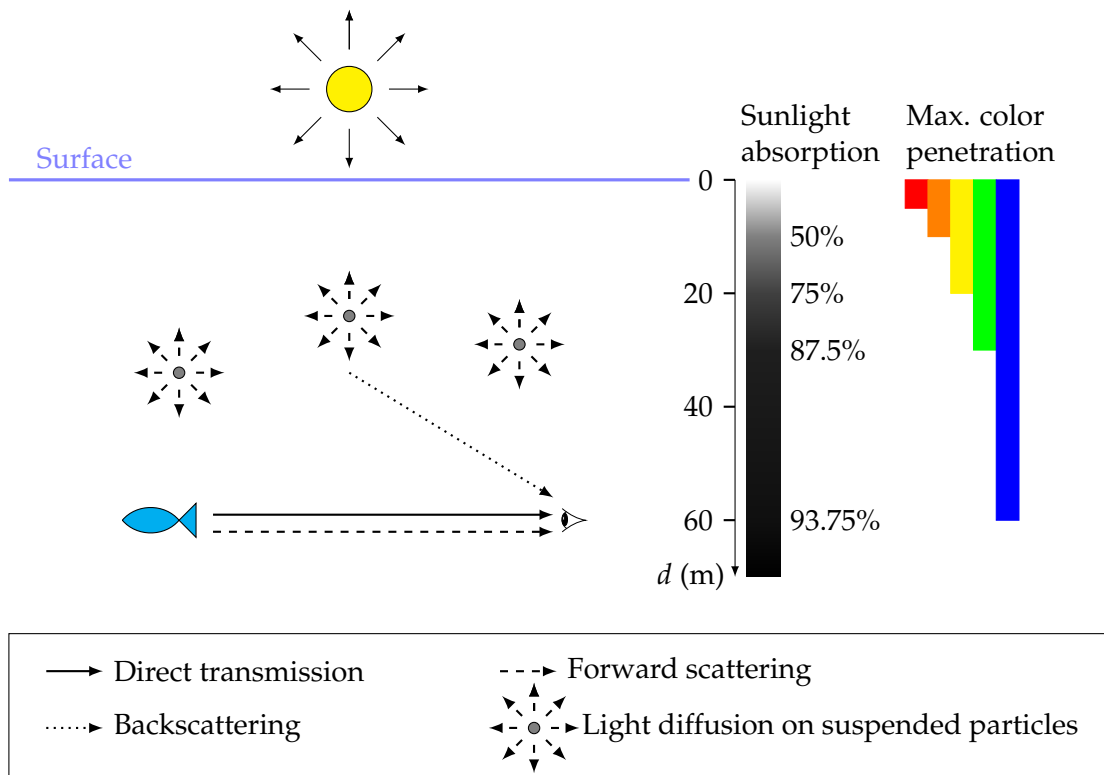 Sunlight
absorption
Max. color
penetration
Surface
0
50%
20
75%
87.5%
40
60
93.75%
d (m)
Direct transmission
Forward scattering
Backscattering
Light diffusion on suspended particles